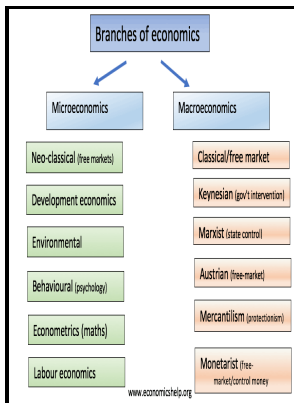 Branches of economics
Microeconomics
Macroeconomics
Neo-classical (free markets)
Development economics
Environmental
Behavioural (psychology)
Econometrics (maths)
Labour economics
Classical/free market
Keynesian (gov't intervention)
Marxist (state control)
Austrian (free-market)
Mercantilism (protectionism)
Monetarist (free-
market/control money
www.economicshelp.org